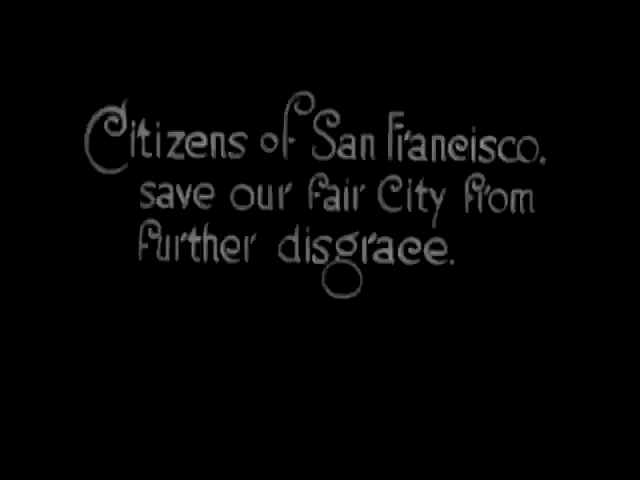 Citizens of San Francisco.
save our fair City from
further disgrace.